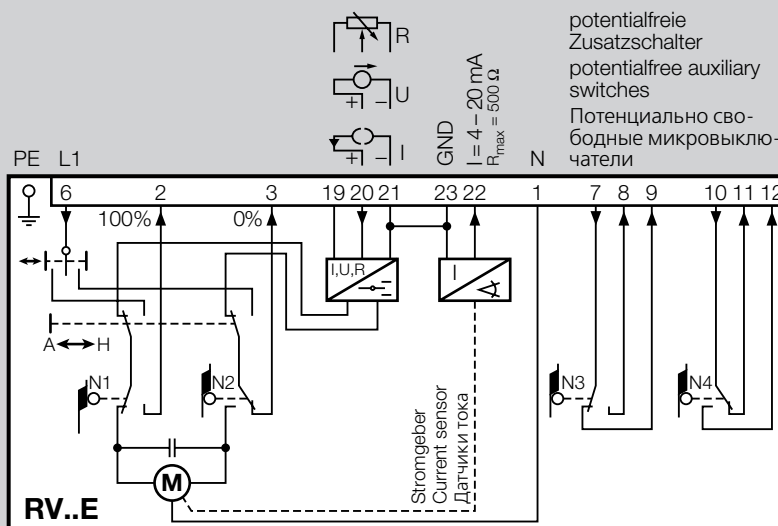 R
potentialfreie
Zusatzschalter
+ – U
potentialfree auxiliary
switches
+ – I
GND
I = 4 – 20 mA
Rmax = 500 Ω
Потенциально сво-
бодные микровыклю-
чатели
PE L1 N
6 2 3 19 20 21 23 22 1 7 8 9 10 11 12
100% 0%
I,U,R
I
A H
N1 N2 N3 N4
Stromgeber
Current sensor
Датчики тока
M
RV..E